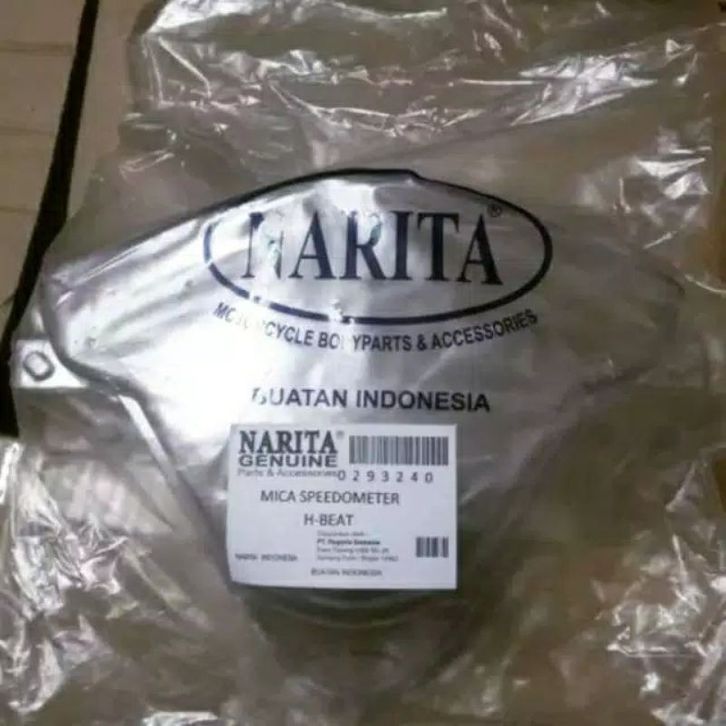 NARITA®
MOTORCYCLE BODYPARTS & ACCESSORIES
BUATAN INDONESIA
NARITA®
GENUINE
Parts & Accessories
0293240
MICA SPEEDOMETER
H-BEAT
NARITA INDONESIA
BUATAN INDONESIA